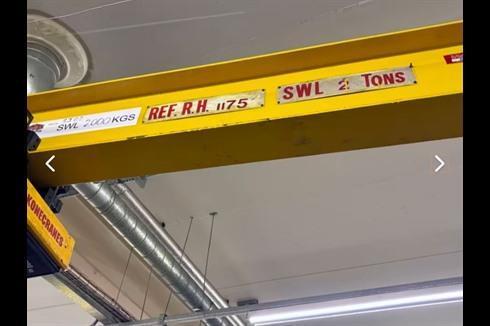 SWL 2000 KGS
REF. R.H. 1175
SWL 2 TONS
KONECRANES